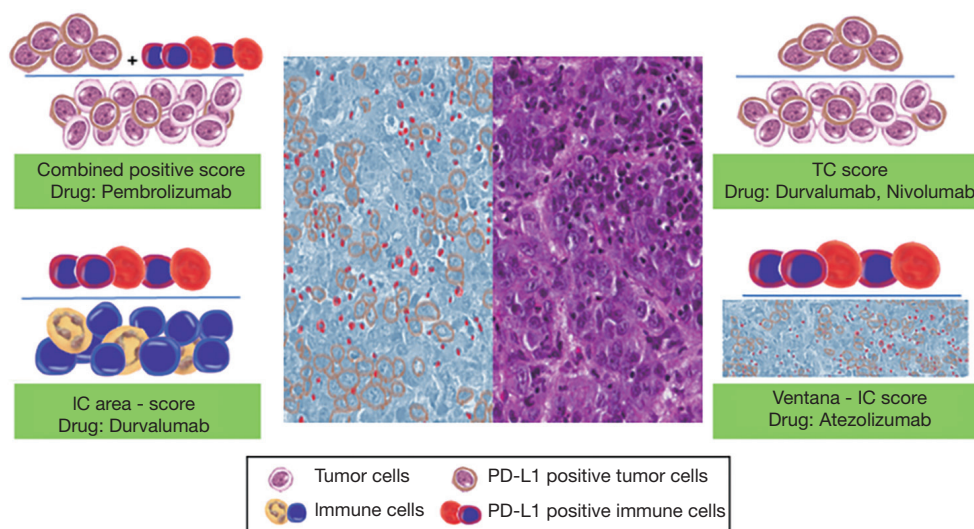 +
Combined positive score
Drug: Pembrolizumab
TC score
Drug: Durvalumab, Nivolumab
IC area - score
Drug: Durvalumab
Ventana - IC score
Drug: Atezolizumab
Tumor cells
PD-L1 positive tumor cells
Immune cells
PD-L1 positive immune cells